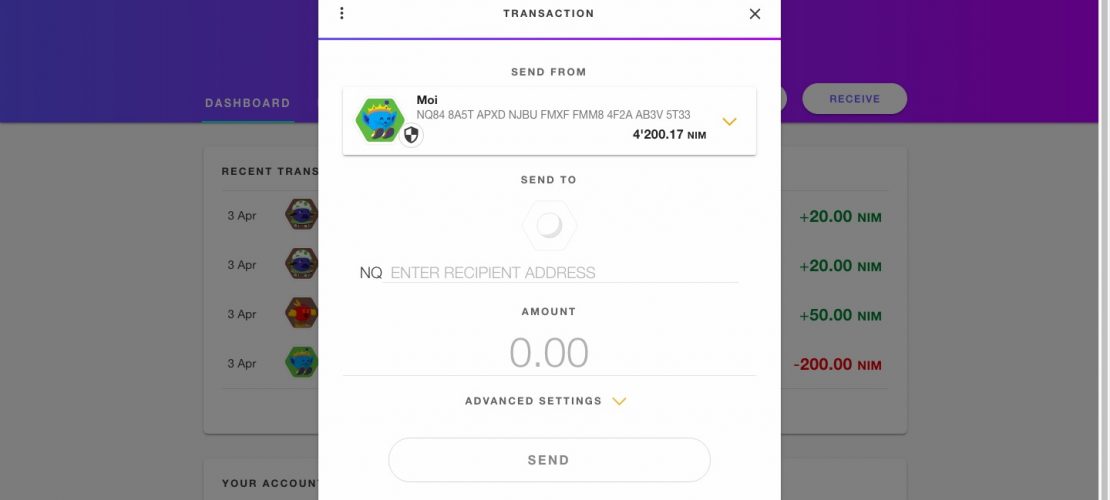 TRANSACTION
SEND FROM
Moi
NQ84 8A5T APXD NJBU FMXF FMM8 4F2A AB3V 5T33
4'200.17 NIM
SEND TO
NQ ENTER RECIPIENT ADDRESS
AMOUNT
0.00
ADVANCED SETTINGS
SEND
DASHBOARD
RECEIVE
RECENT TRANS
3 Apr
+20.00 NIM
3 Apr
+20.00 NIM
3 Apr
+50.00 NIM
3 Apr
-200.00 NIM
YOUR ACCOUN